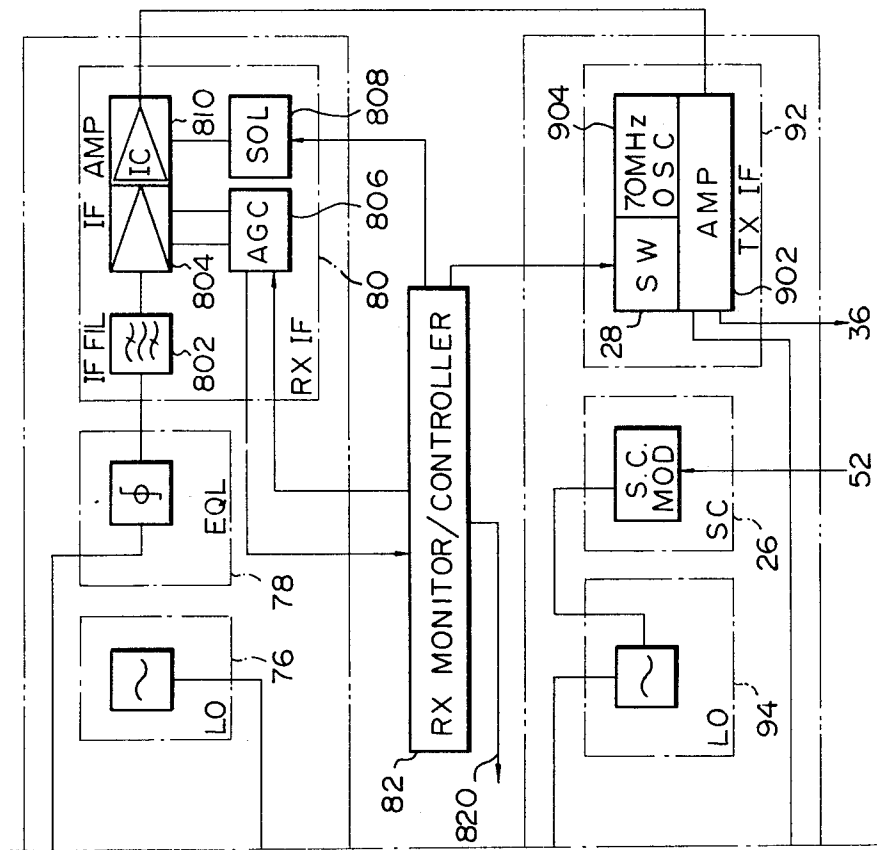 AMP
810
IF
IC
804
SOL
808
AGC
806
80
IF FIL
802
RX IF
EQL
78
76
LO
RX MONITOR/CONTROLLER
82
820
904
70MHz
OSC
SW
28
AMP
TX IF
92
902
36
S.C.
MOD
SC
26
52
LO
94